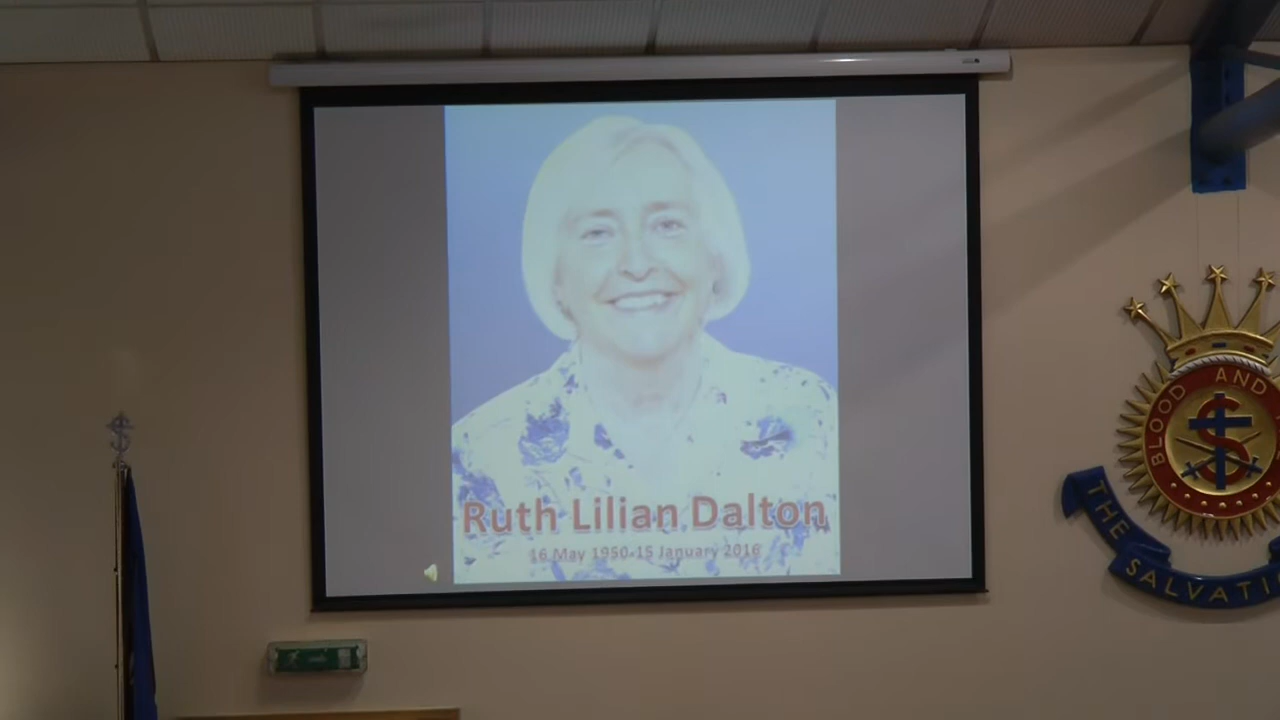 Ruth Lilian Dalton
16 May 1950-15 January 2016
BLOOD AND
S
THE
SALVATI